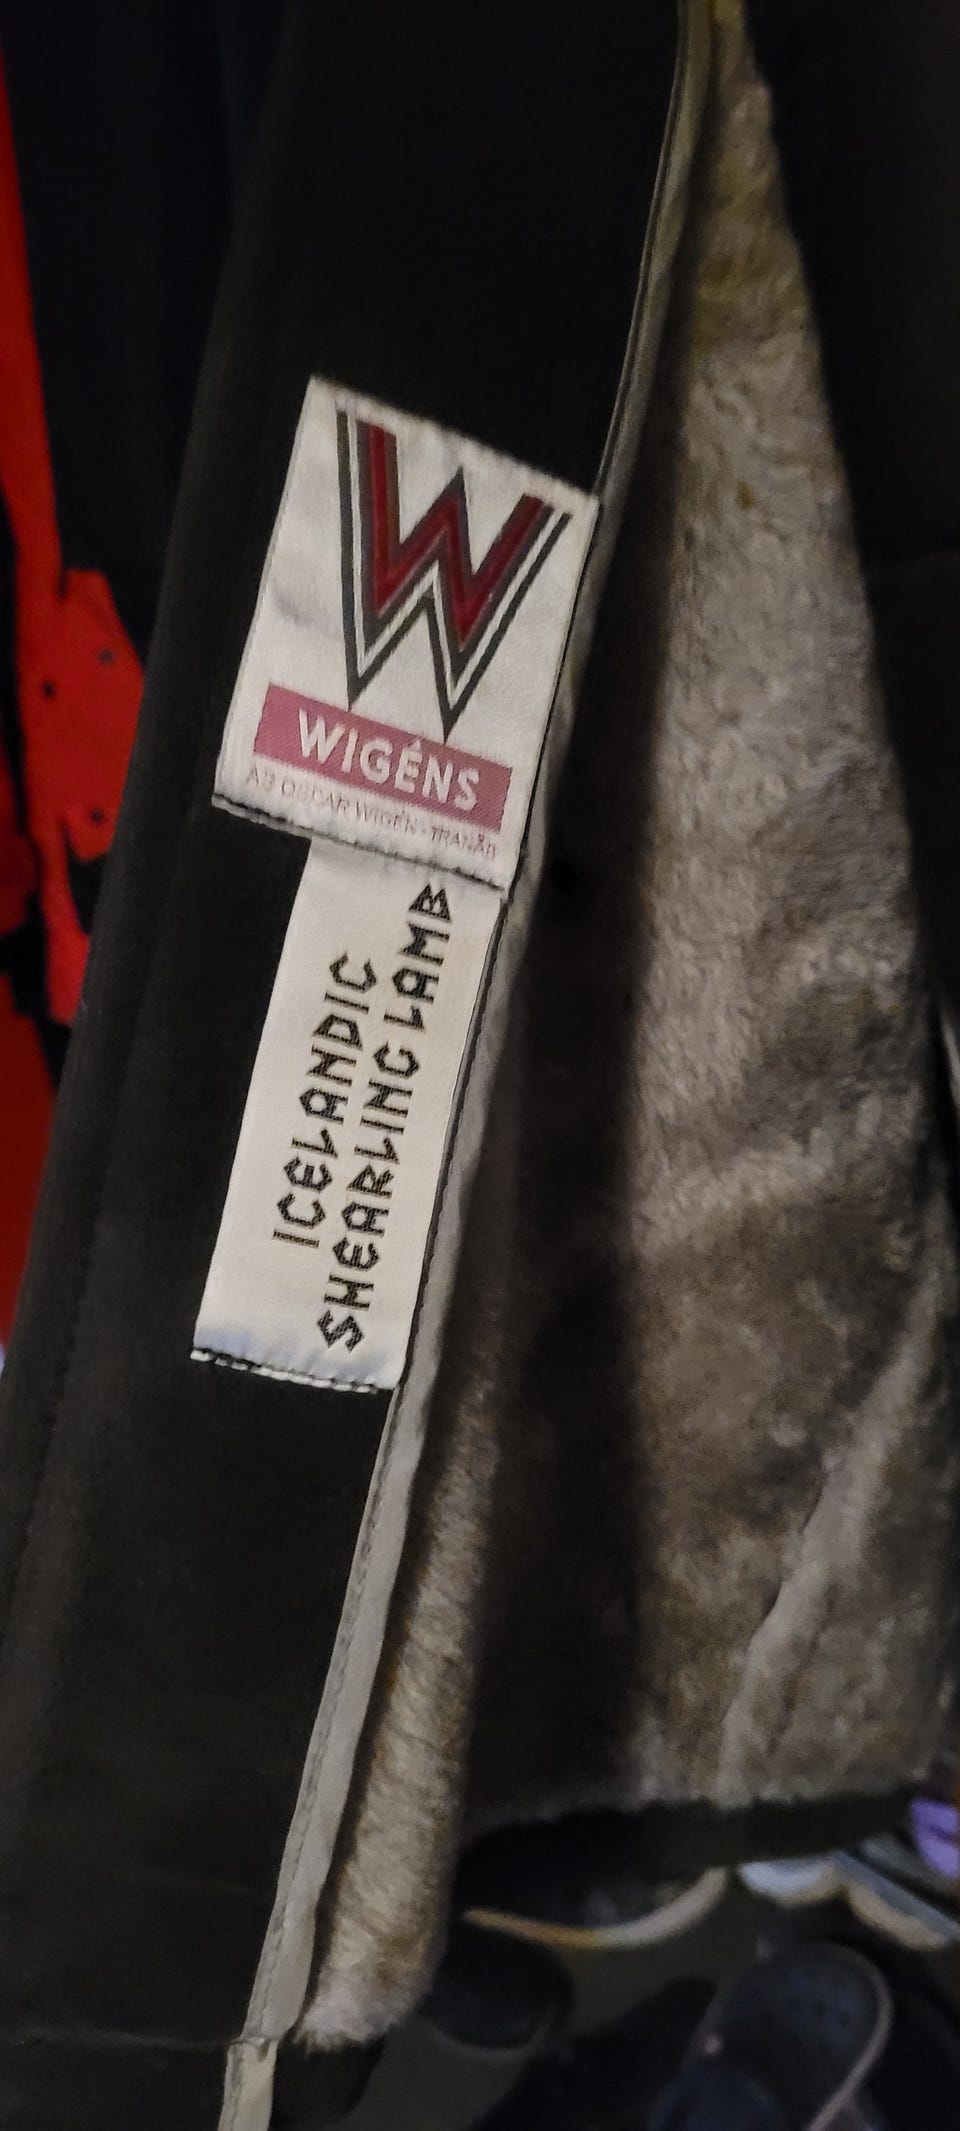 W
WIGÉNS
AB OSCAR WIGÉN - TRANÅS
ICELANDIC
SHEARLING LAMB